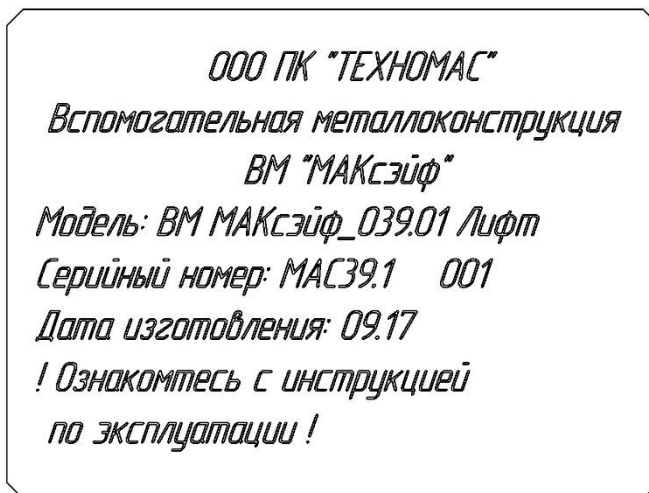 ООО ПК "ТЕХНОМАС"
Вспомогательная металлоконструкция
ВМ "МАКсэйф"
Модель: ВМ МАКсэйф_039.01 Лифт
Серийный номер: МАС39.1 001
Дата изготовления: 09.17
! Ознакомтесь с инструкцией
по эксплуатации !